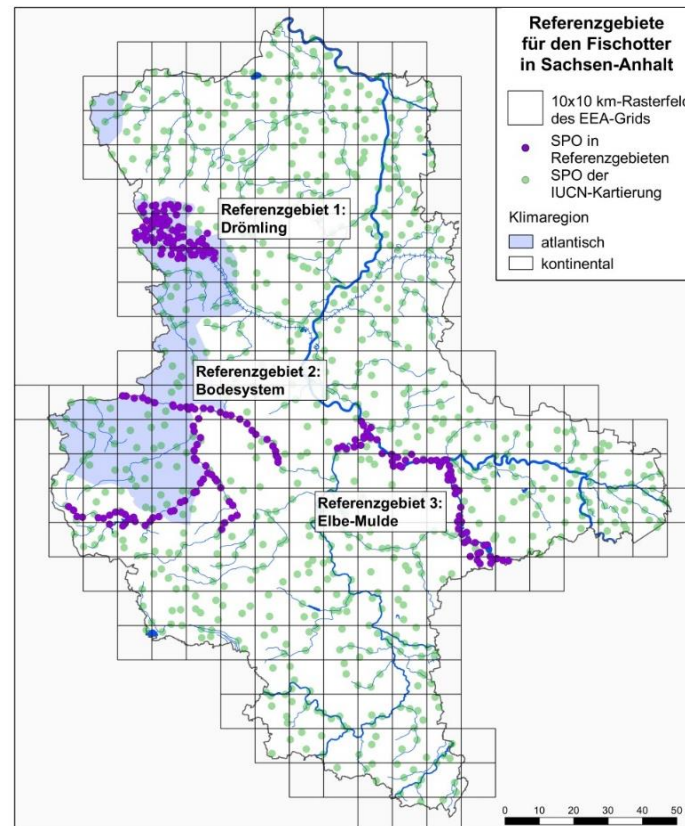 Referenzgebiete
für den Fischotter
in Sachsen-Anhalt
10x10 km-Rasterfeld
des EEA-Grids
SPO in
Referenzgebieten
SPO der
IUCN-Kartierung
Klimaregion
atlantisch
kontinental
Referenzgebiet 1:
Drömling
Referenzgebiet 2:
Bodesystem
Referenzgebiet 3:
Elbe-Mulde
0 10 20 30 40 50